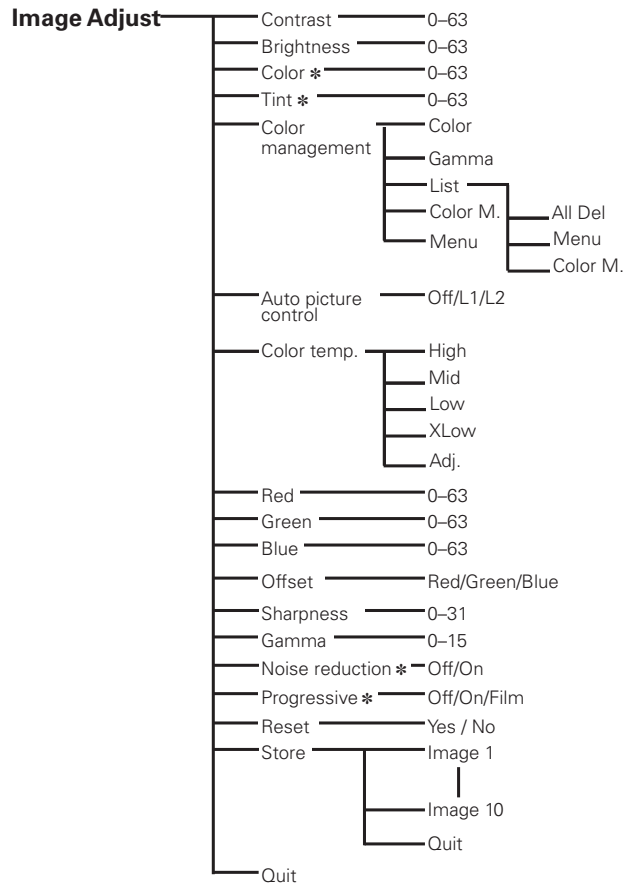 Image Adjust
Contrast 0–63
Brightness 0–63
Color ✻ 0–63
Tint ✻ 0–63
Color management Color
Gamma
List
All Del
Color M.
Menu
Menu
Color M.
Auto picture control Off/L1/L2
Color temp. High
Mid
Low
XLow
Adj.
Red 0–63
Green 0–63
Blue 0–63
Offset Red/Green/Blue
Sharpness 0–31
Gamma 0–15
Noise reduction ✻ Off/On
Progressive ✻ Off/On/Film
Reset Yes / No
Store Image 1
Image 10
Quit
Quit